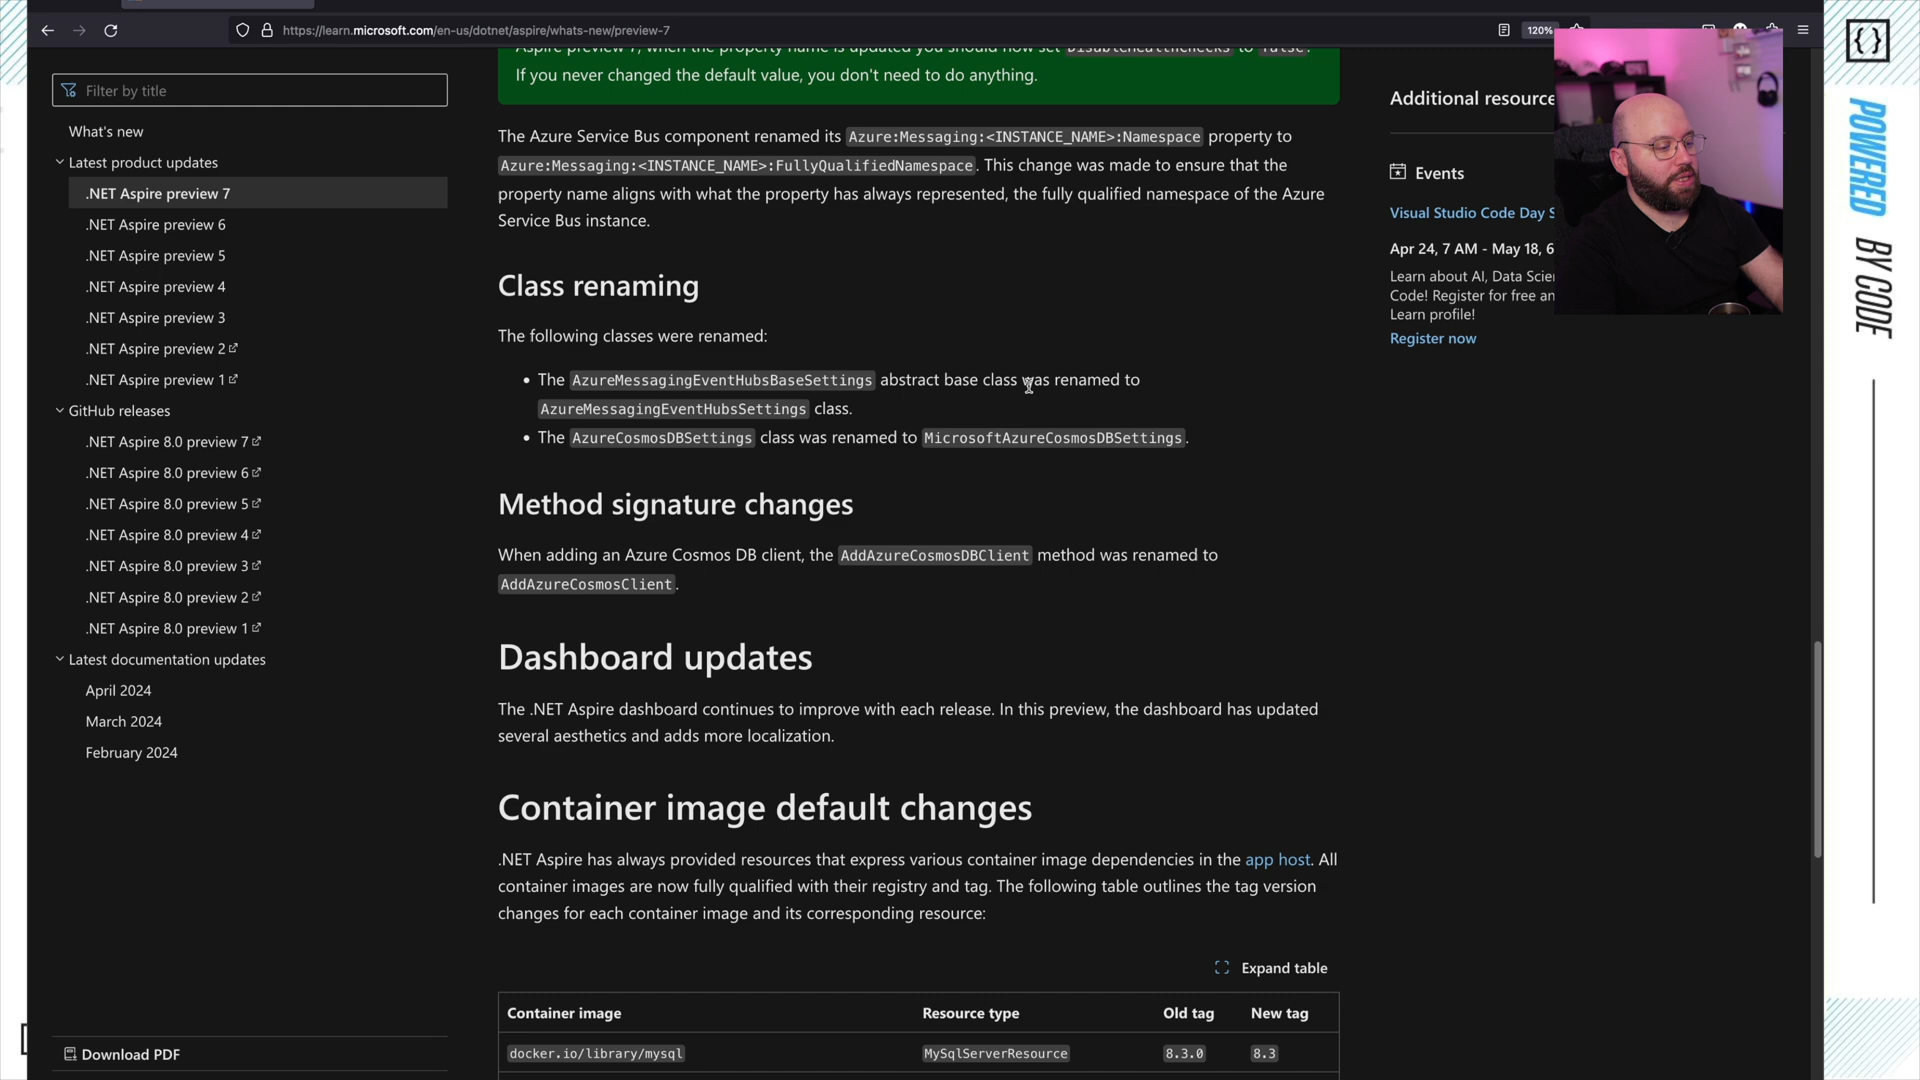 https://learn.microsoft.com/en-us/dotnet/aspire/whats-new/preview-7
120%
Filter by title
What's new
Latest product updates
.NET Aspire preview 7
.NET Aspire preview 6
.NET Aspire preview 5
.NET Aspire preview 4
.NET Aspire preview 3
.NET Aspire preview 2
.NET Aspire preview 1
GitHub releases
.NET Aspire 8.0 preview 7
.NET Aspire 8.0 preview 6
.NET Aspire 8.0 preview 5
.NET Aspire 8.0 preview 4
.NET Aspire 8.0 preview 3
.NET Aspire 8.0 preview 2
.NET Aspire 8.0 preview 1
Latest documentation updates
April 2024
March 2024
February 2024
Download PDF
Aspire preview 7, when the property name is updated you should now set DisableHealthChecks to false.
If you never changed the default value, you don't need to do anything.
The Azure Service Bus component renamed its Azure:Messaging:<INSTANCE_NAME>:Namespace property to
Azure:Messaging:<INSTANCE_NAME>:FullyQualifiedNamespace. This change was made to ensure that the
property name aligns with what the property has always represented, the fully qualified namespace of the Azure
Service Bus instance.
Class renaming
The following classes were renamed:
• The AzureMessagingEventHubsBaseSettings abstract base class was renamed to
AzureMessagingEventHubsSettings class.
• The AzureCosmosDBSettings class was renamed to MicrosoftAzureCosmosDBSettings.
Method signature changes
When adding an Azure Cosmos DB client, the AddAzureCosmosDBClient method was renamed to
AddAzureCosmosClient.
Dashboard updates
The .NET Aspire dashboard continues to improve with each release. In this preview, the dashboard has updated
several aesthetics and adds more localization.
Container image default changes
.NET Aspire has always provided resources that express various container image dependencies in the app host. All
container images are now fully qualified with their registry and tag. The following table outlines the tag version
changes for each container image and its corresponding resource:
Expand table
Container image Resource type Old tag New tag
docker.io/library/mysql MySqlServerResource 8.3.0 8.3
Additional resource
Events
Visual Studio Code Day S
Apr 24, 7 AM - May 18, 6
Learn about AI, Data Scien
Code! Register for free an
Learn profile!
Register now
{}
POWERED BY CODE